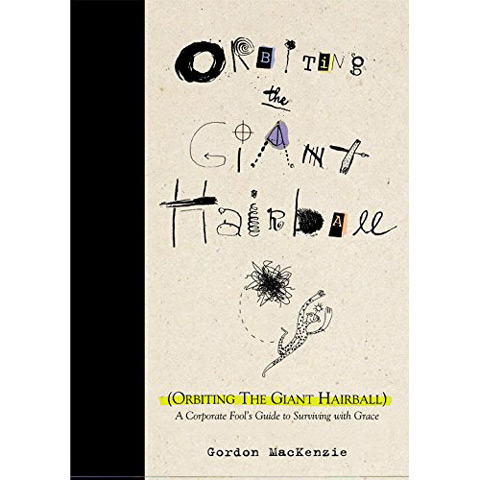 ORBiTiNg
the
GiANT
HairbAll
(ORBITING THE GIANT HAIRBALL)
A Corporate Fool's Guide to Surviving with Grace
Gordon MacKenzie